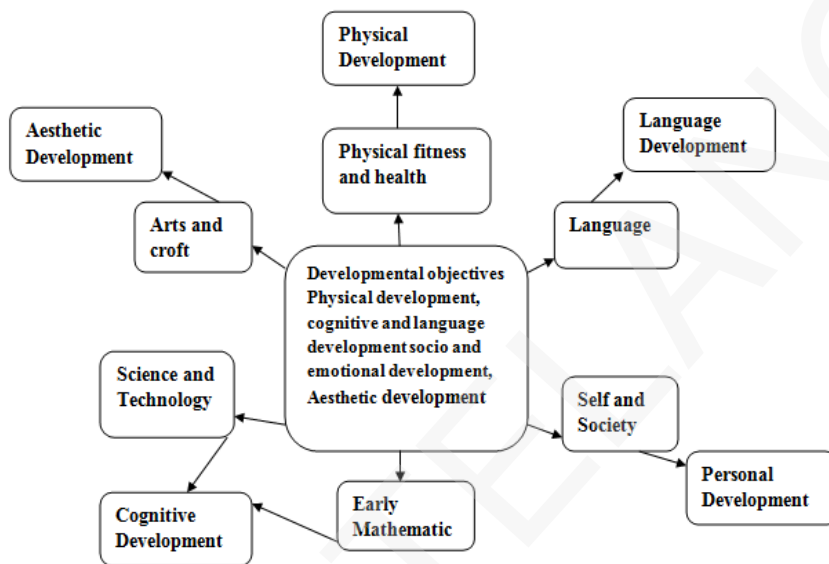 Physical
Development
Aesthetic
Development
Language
Development
Physical fitness
and health
Arts and
croft
Language
Developmental objectives
Physical development,
cognitive and language
development socio and
emotional development,
Aesthetic development
Science and
Technology
Self and
Society
Personal
Development
Cognitive
Development
Early
Mathematic
TELANG